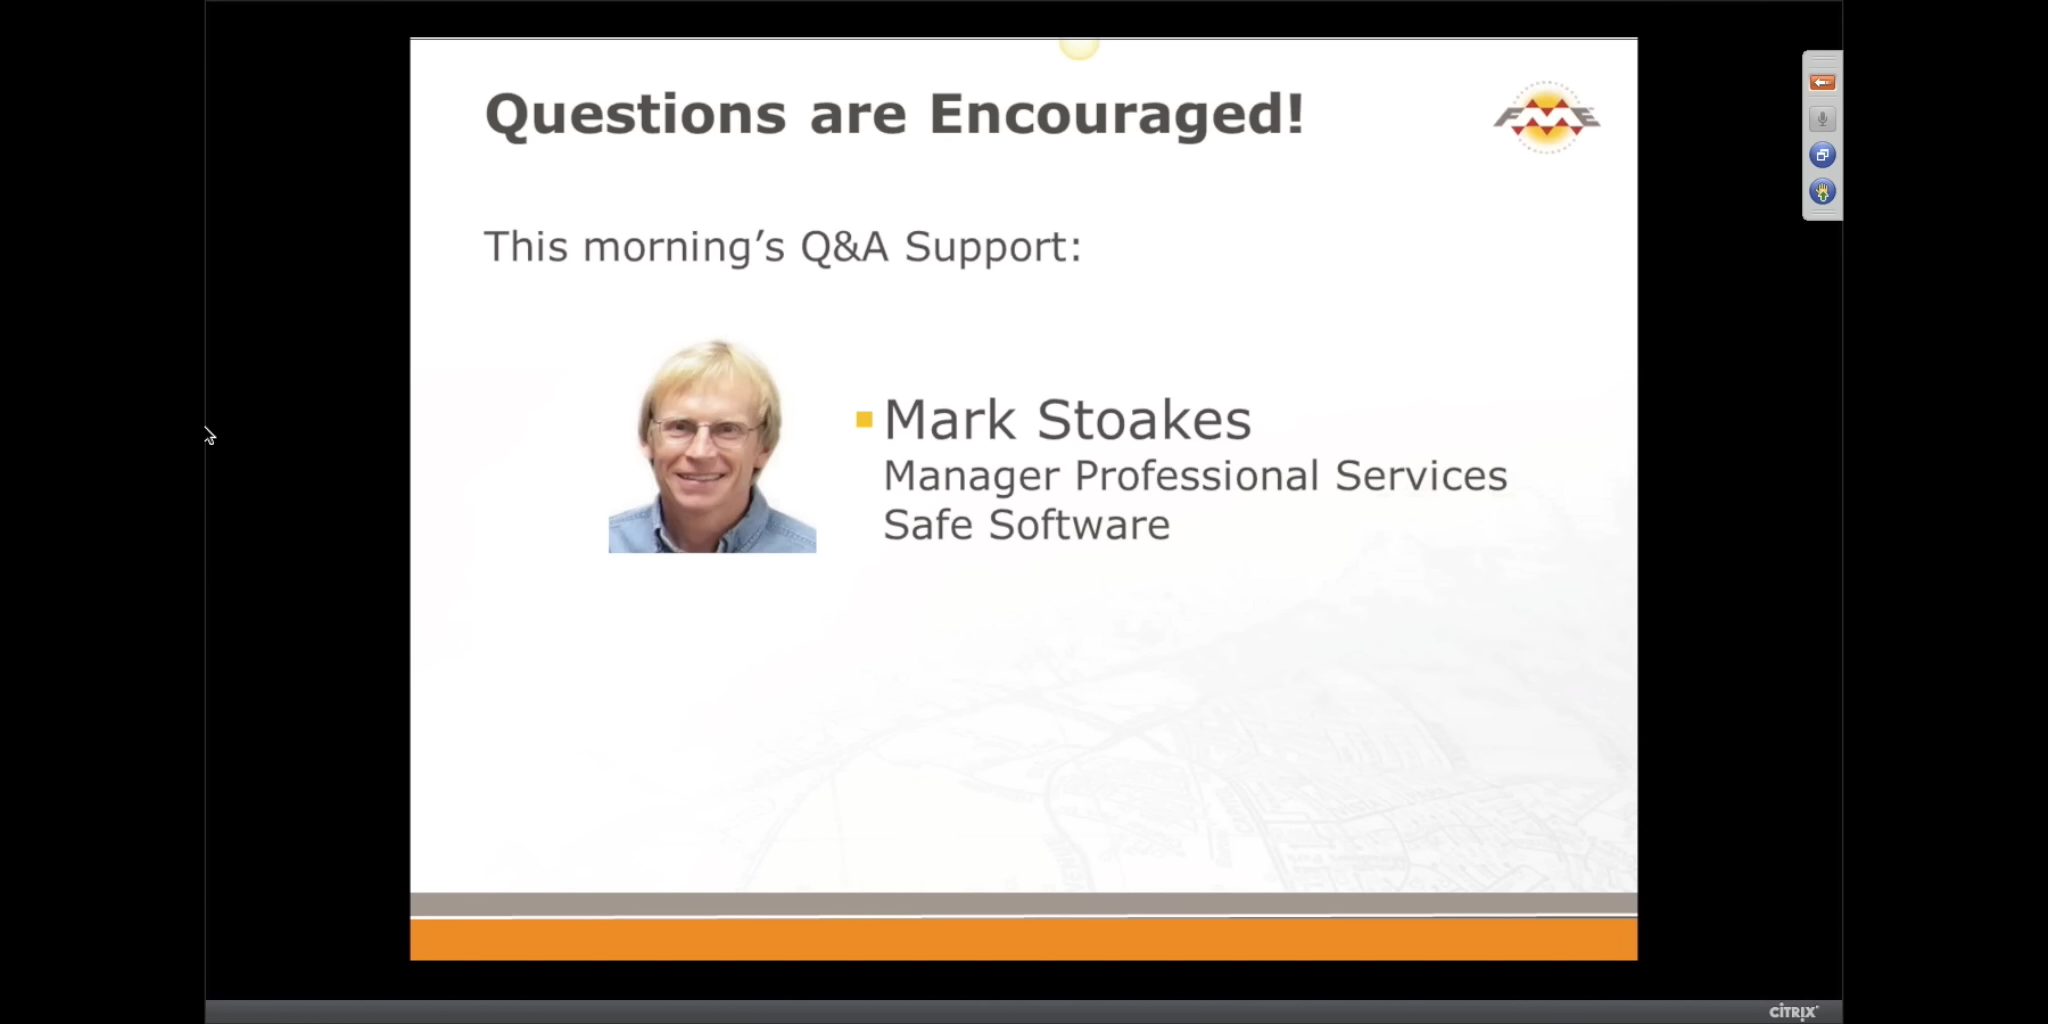 Questions are Encouraged!
FME
This morning’s Q&A Support:
Mark Stoakes
Manager Professional Services
Safe Software
CITRIX